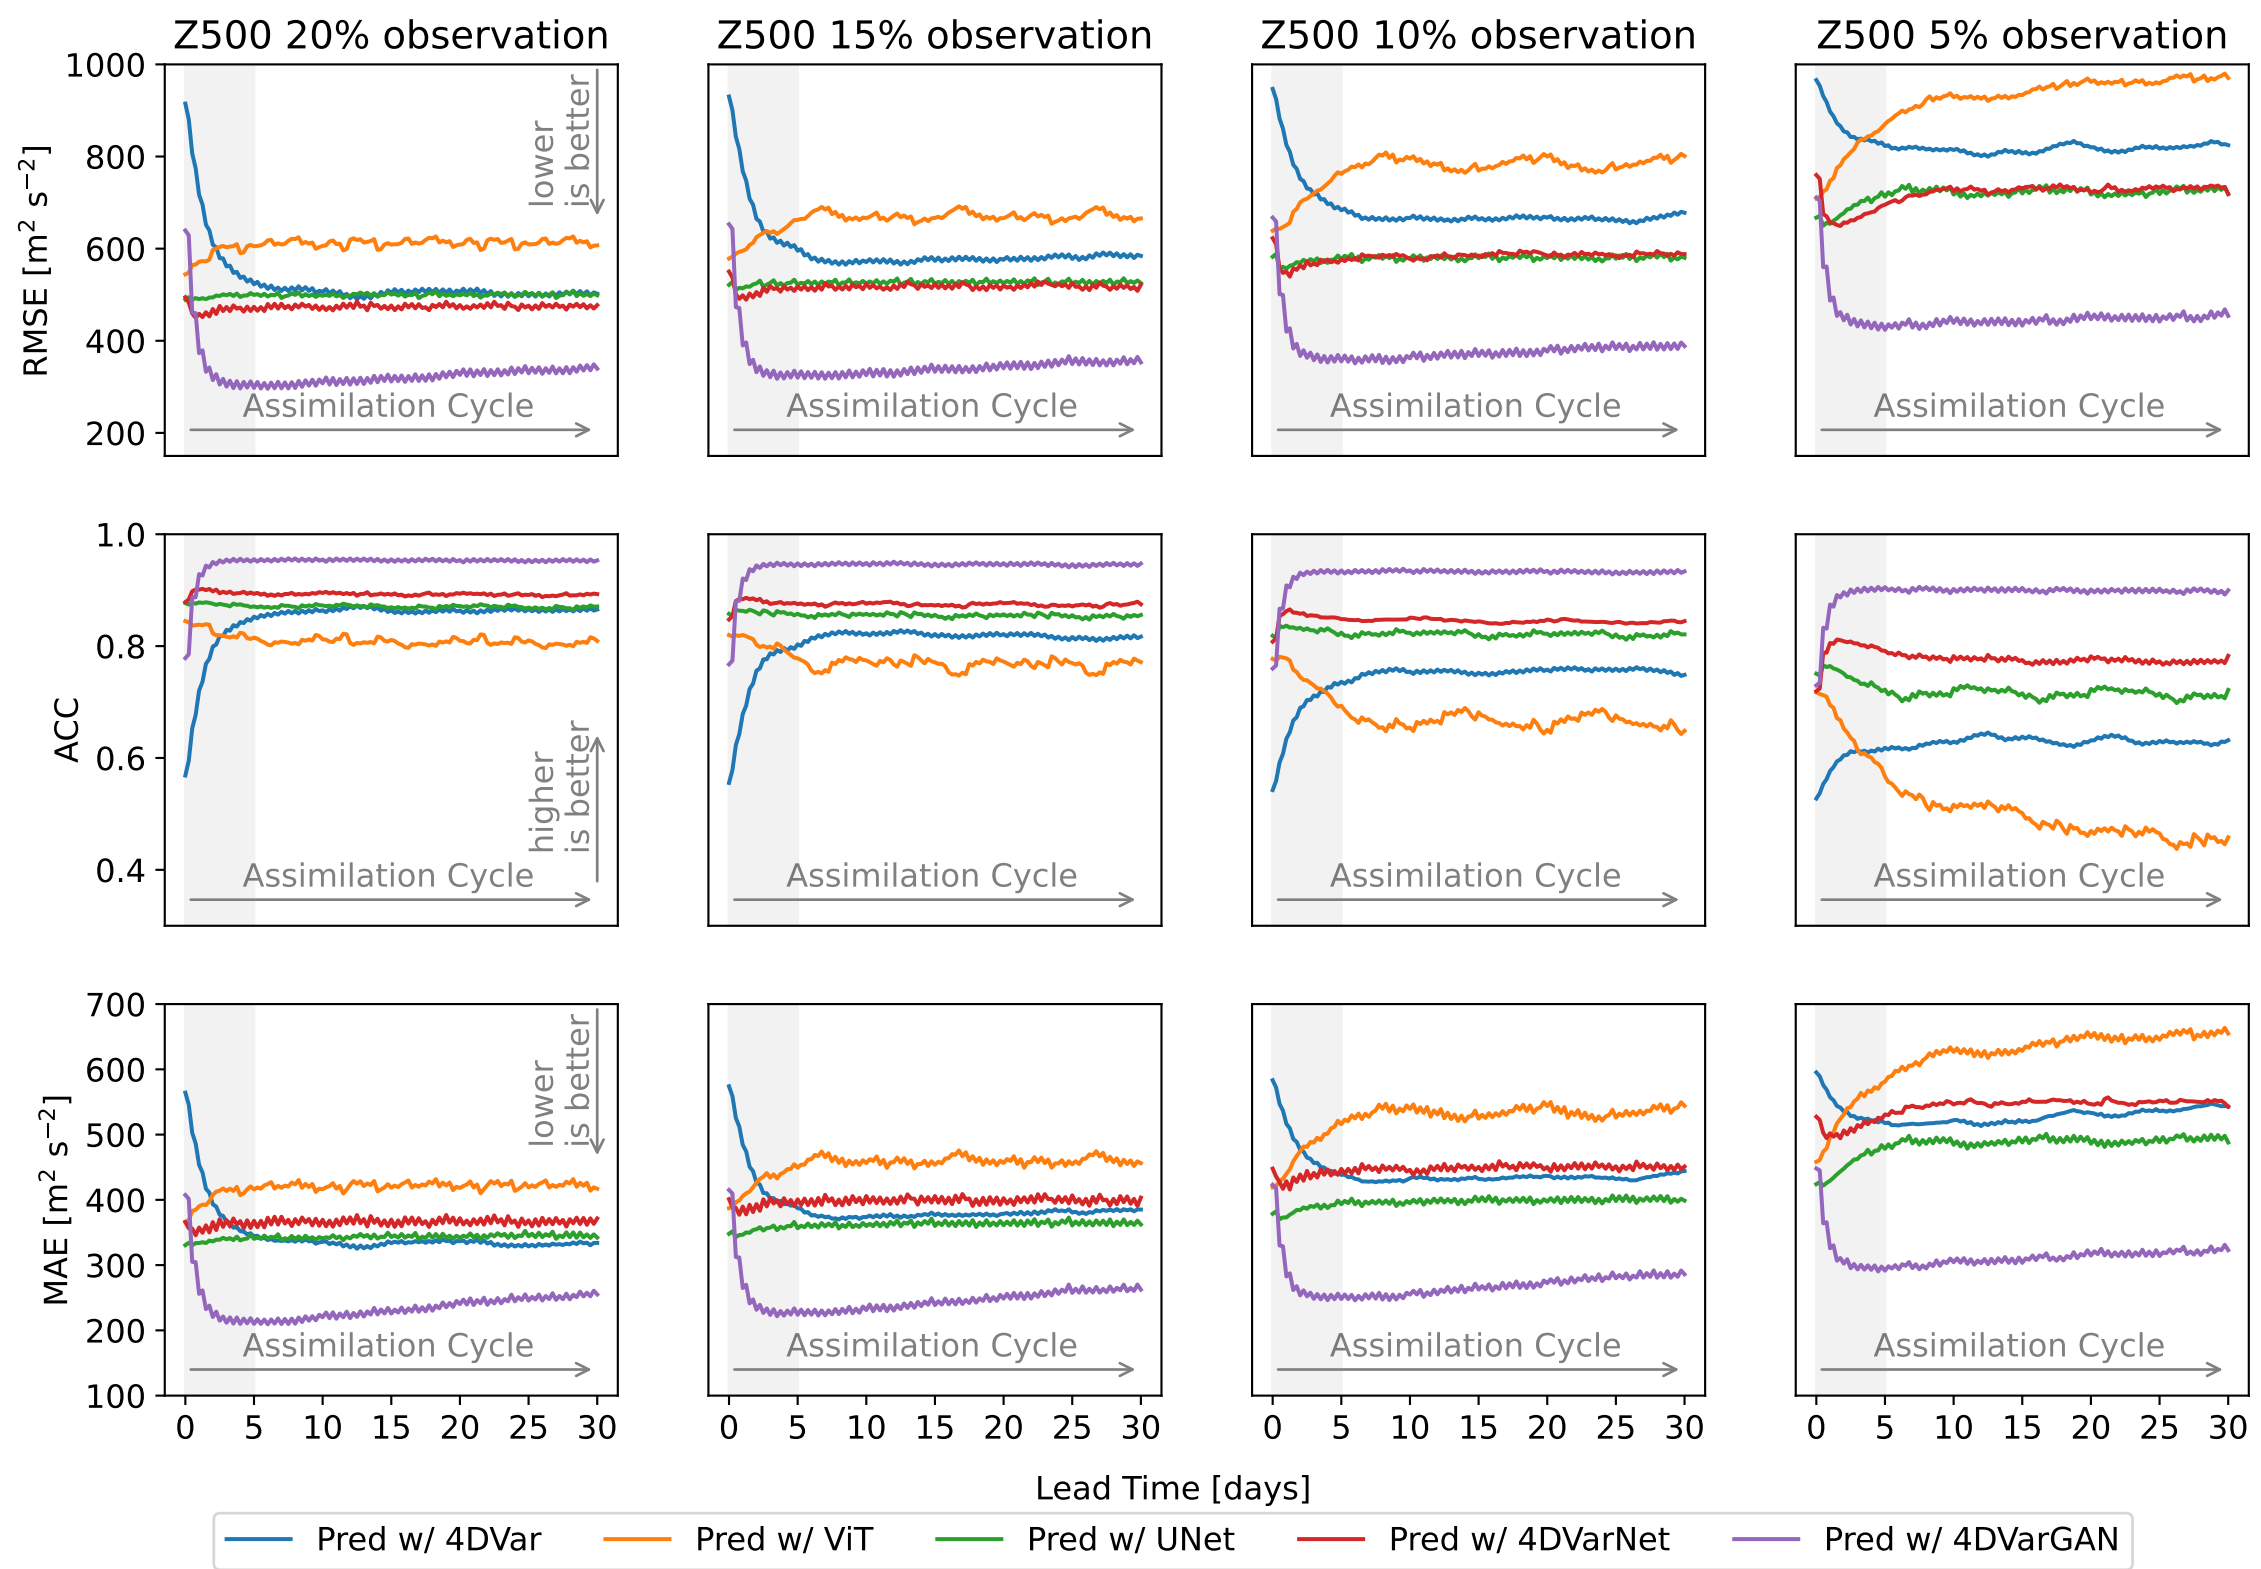 Z500 20% observation
Z500 15% observation
Z500 10% observation
Z500 5% observation
RMSE [m² s⁻²]
1000
800
600
400
200
lower
is better
Assimilation Cycle
Assimilation Cycle
Assimilation Cycle
Assimilation Cycle
ACC
1.0
0.8
0.6
0.4
higher
is better
Assimilation Cycle
Assimilation Cycle
Assimilation Cycle
Assimilation Cycle
MAE [m² s⁻²]
700
600
500
400
300
200
100
lower
is better
Assimilation Cycle
Assimilation Cycle
Assimilation Cycle
Assimilation Cycle
0 5 10 15 20 25 30
0 5 10 15 20 25 30
0 5 10 15 20 25 30
0 5 10 15 20 25 30
Lead Time [days]
Pred w/ 4DVar
Pred w/ ViT
Pred w/ UNet
Pred w/ 4DVarNet
Pred w/ 4DVarGAN